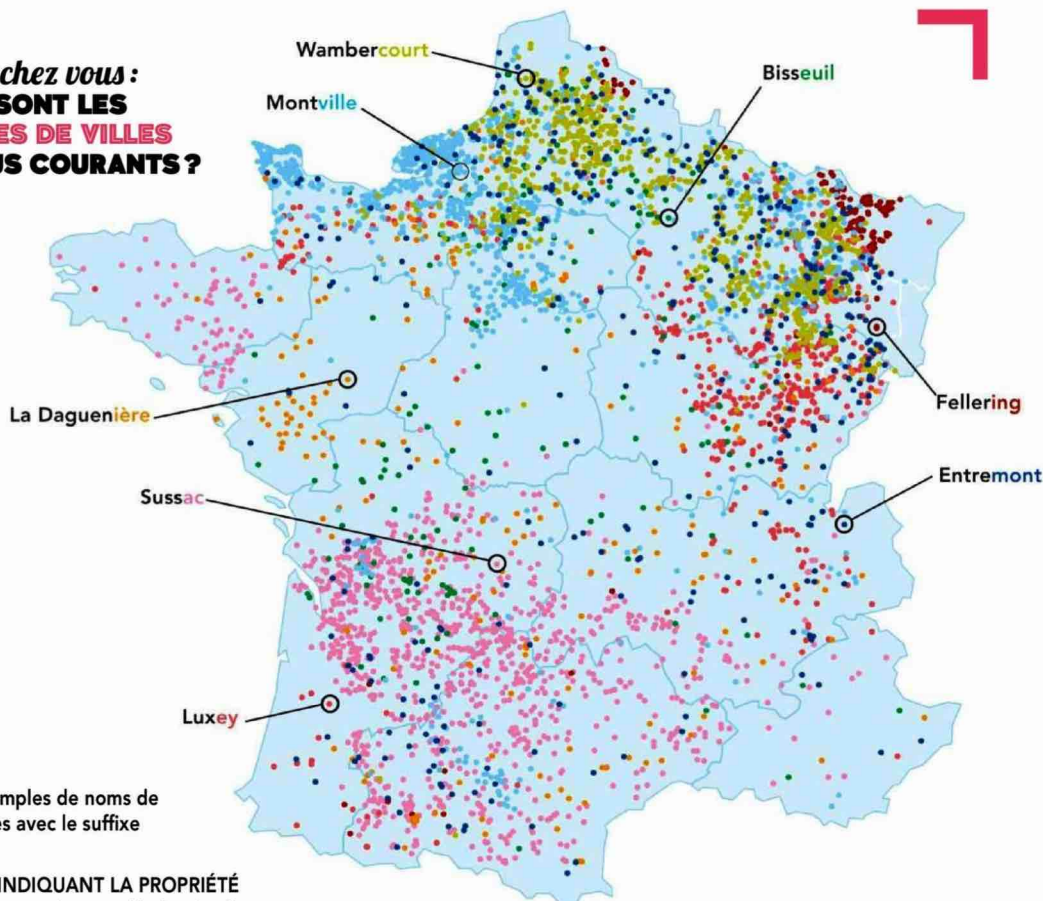 chez vous :
SONT LES
ES DE VILLES
US COURANTS ?
Wambercourt
Montville
Bisseuil
La Daguenière
Fellering
Entremont
Sussac
Luxey
mples de noms de
es avec le suffixe
INDIQUANT LA PROPRIÉTÉ